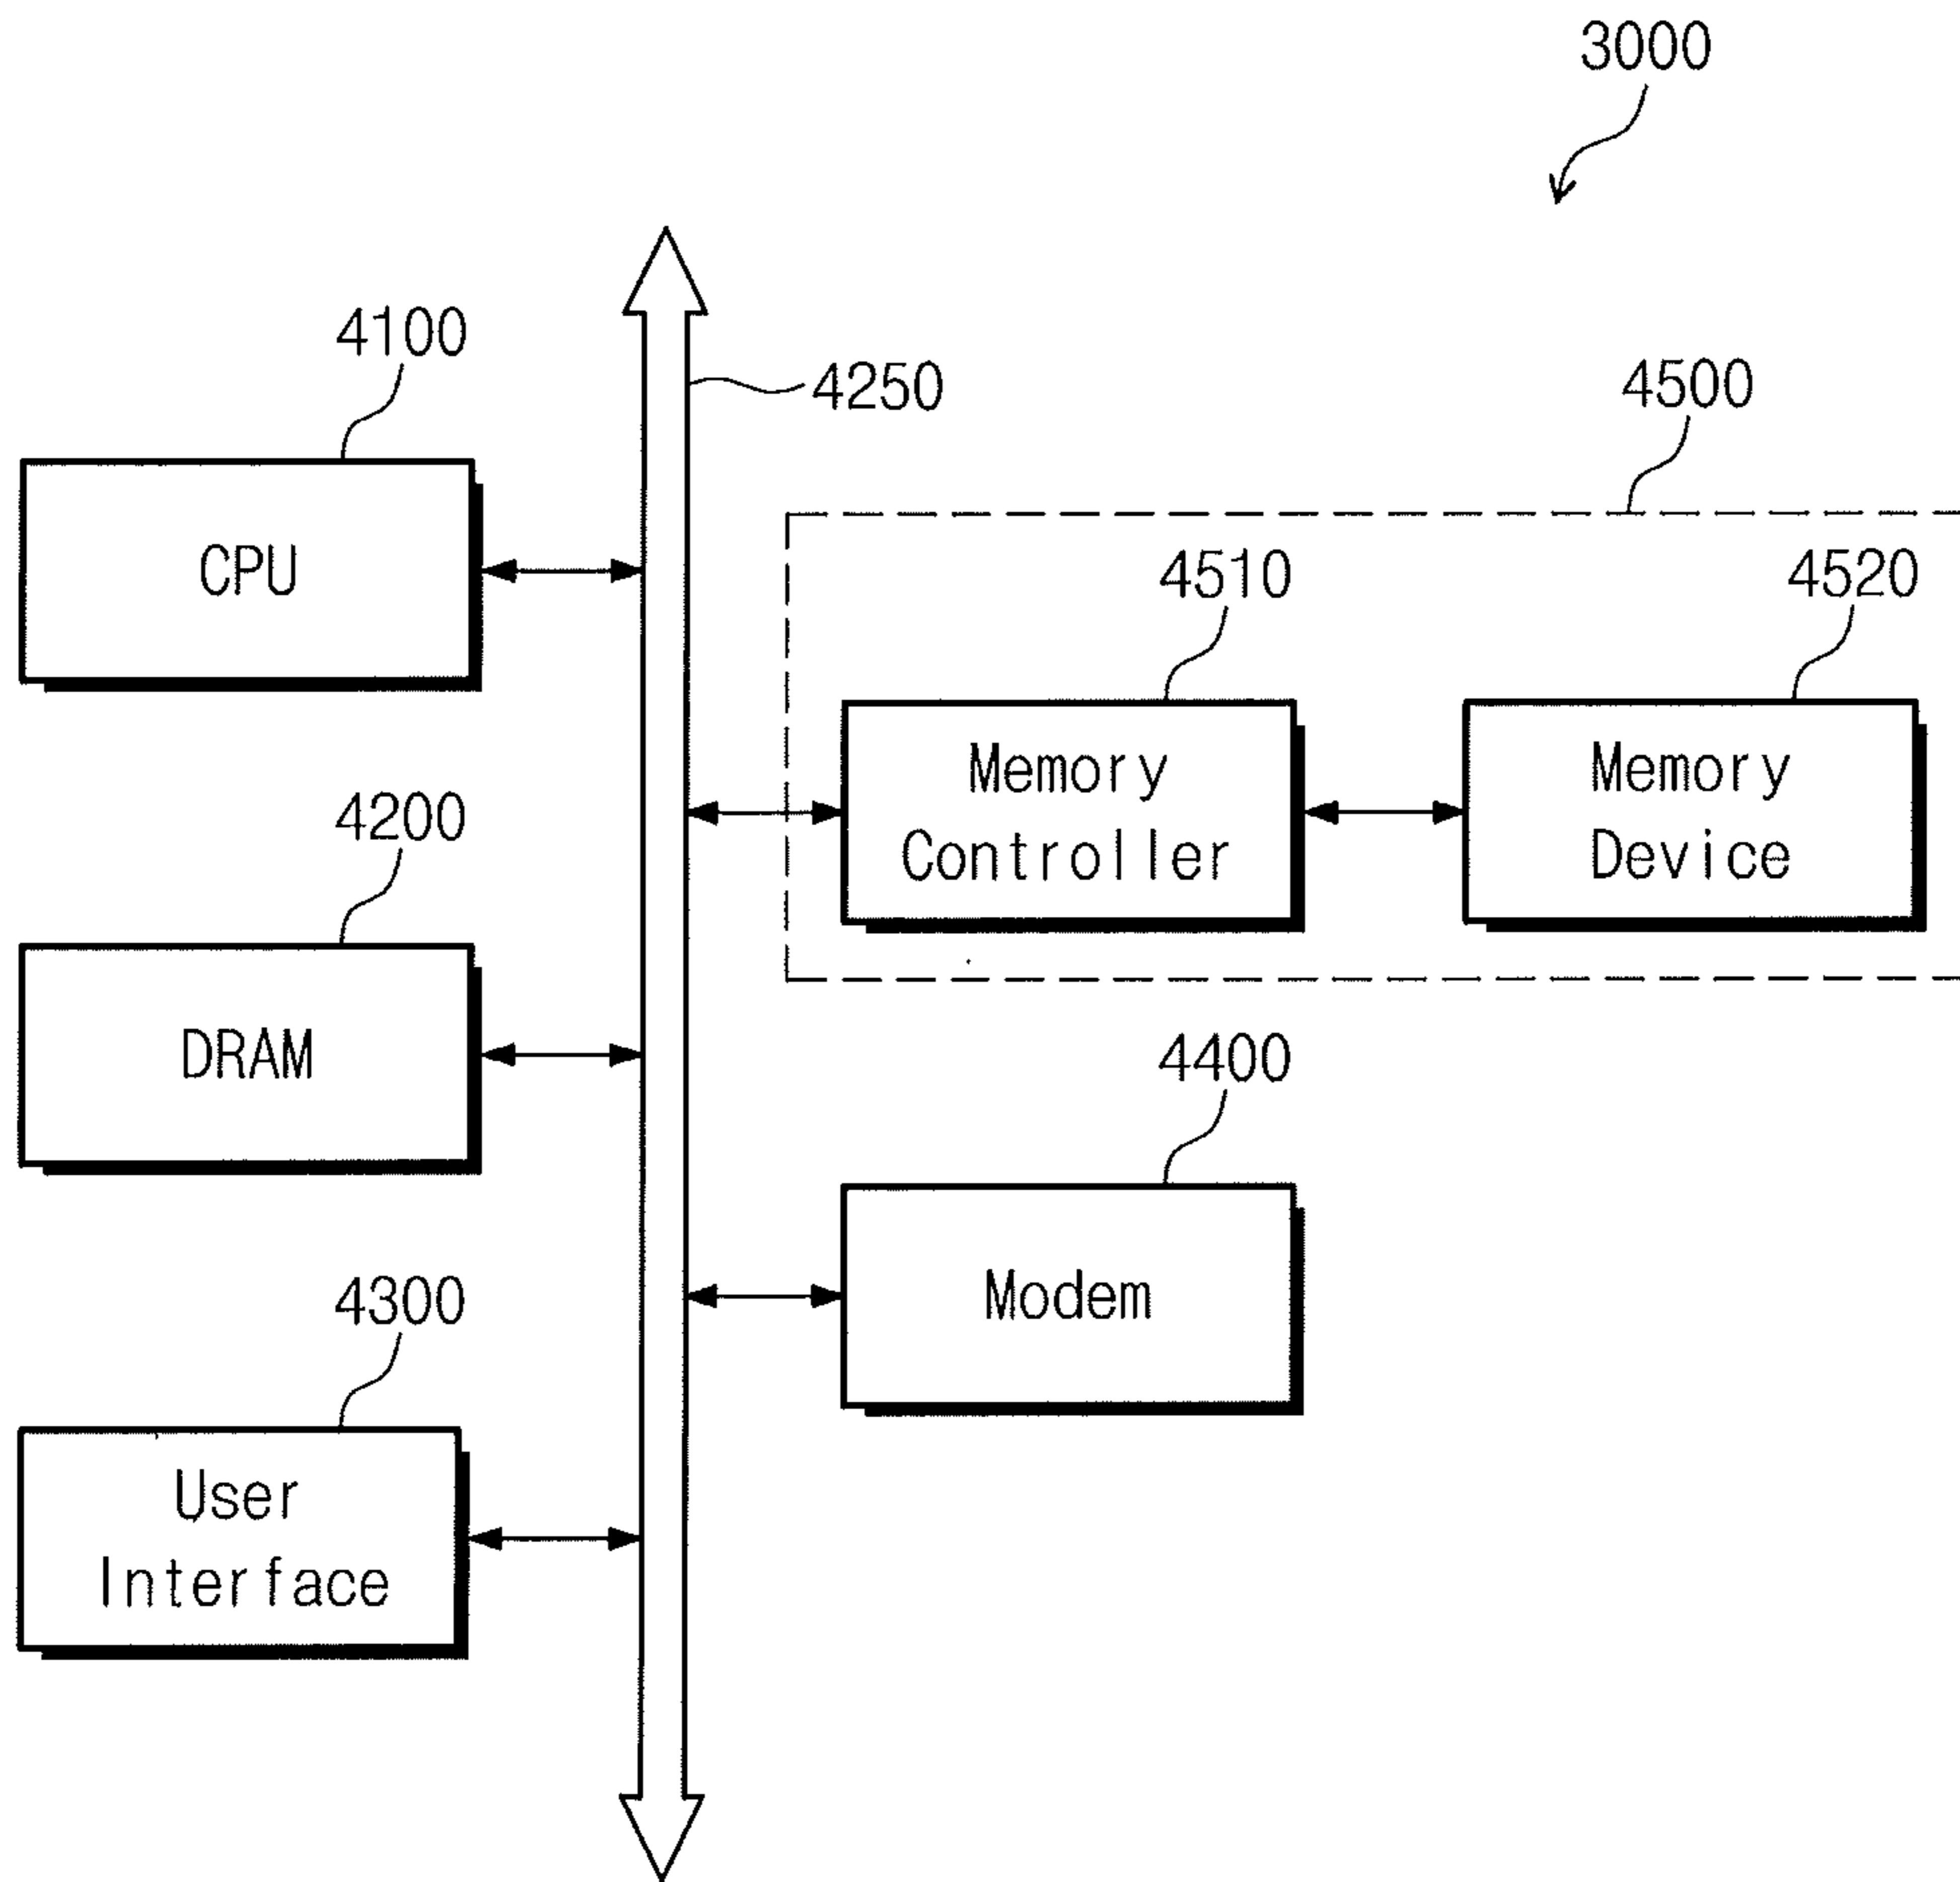 3000
4100
4250
4500
CPU
4510
4520
Memory
Controller
Memory
Device
4200
DRAM
4400
Modem
4300
User
Interface